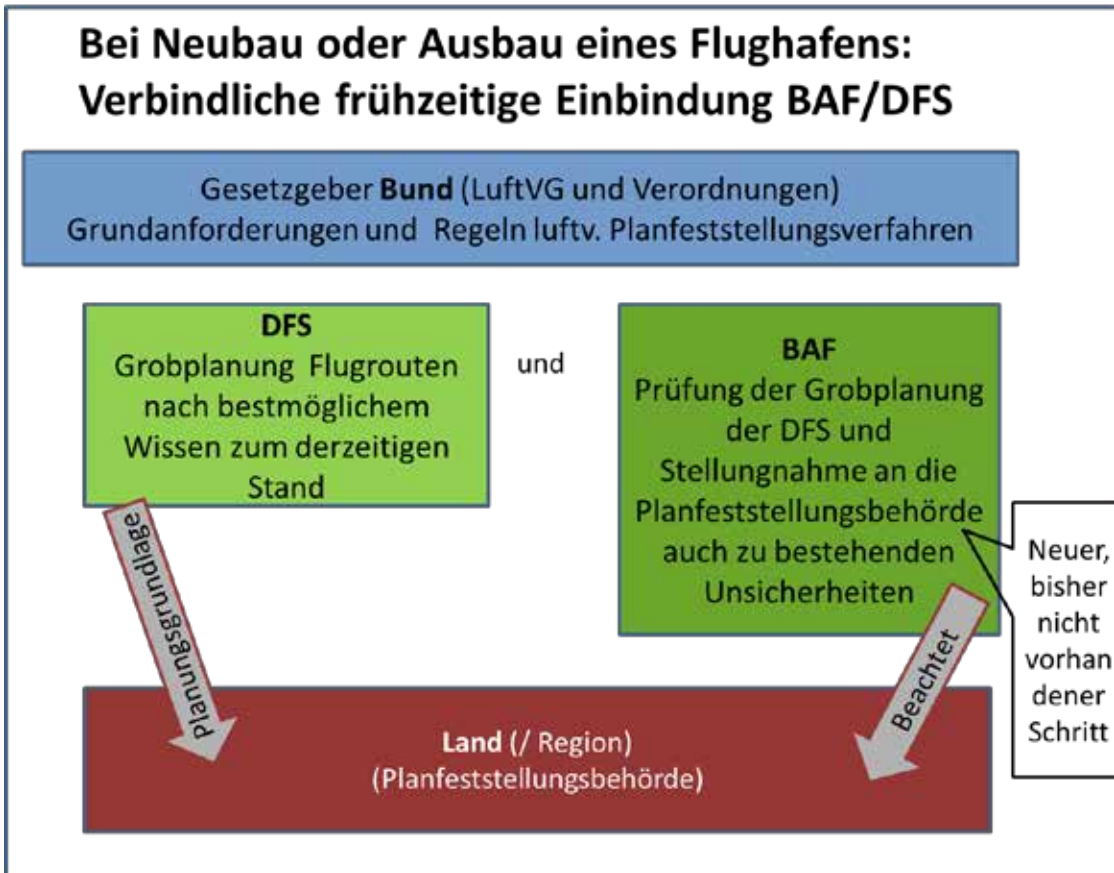 Bei Neubau oder Ausbau eines Flughafens:
Verbindliche frühzeitige Einbindung BAF/DFS
Gesetzgeber Bund (LuftVG und Verordnungen)
Grundanforderungen und Regeln luftv. Planfeststellungsverfahren
DFS
Grobplanung Flugrouten
nach bestmöglichem
Wissen zum derzeitigen
Stand
und
BAF
Prüfung der Grobplanung
der DFS und
Stellungnahme an die
Planfeststellungsbehörde
auch zu bestehenden
Unsicherheiten
Neuer,
bisher
nicht
vorhan
dener
Schritt
Planungsgrundlage
Beachtet
Land (/ Region)
(Planfeststellungsbehörde)